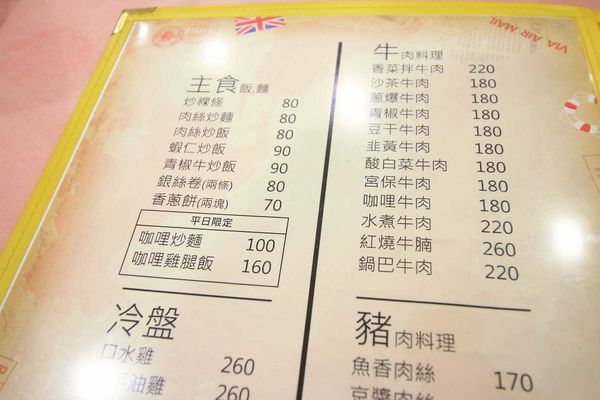 VIA AIR MAIL
主食飯.麵
炒粿條 80
肉絲炒麵 80
肉絲炒飯 80
蝦仁炒飯 90
青椒牛炒飯 90
銀絲卷(兩條) 80
香蔥餅(兩塊) 70
平日限定
咖哩炒麵 100
咖哩雞腿飯 160
冷盤
口水雞 260
油雞 260
牛肉料理
香菜拌牛肉 220
沙茶牛肉 180
蔥爆牛肉 180
青椒牛肉 180
豆干牛肉 180
韭黃牛肉 180
酸白菜牛肉 180
宮保牛肉 180
咖哩牛肉 180
水煮牛肉 220
紅燒牛腩 260
鍋巴牛肉 220
豬肉料理
魚香肉絲 170
京醬肉絲